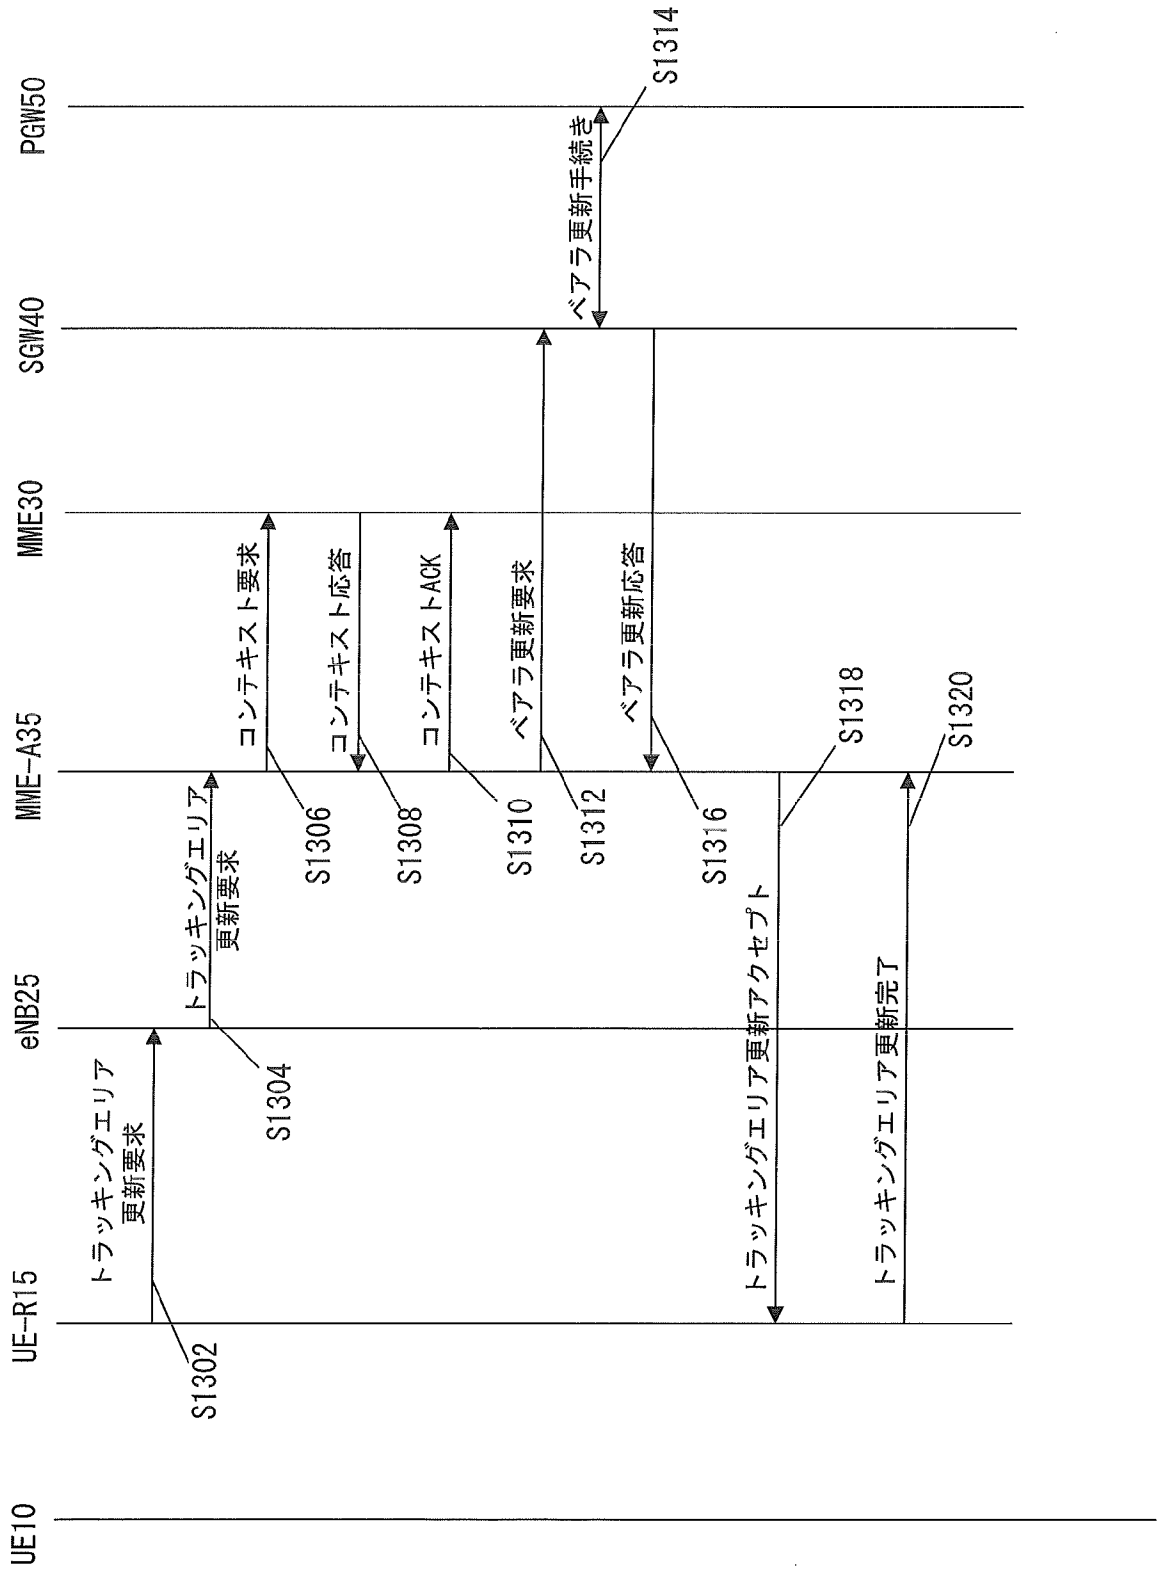 UE10
UE-R15
eNB25
MME-A35
MME30
SGW40
PGW50
トラッキングエリア
更新要求
S1302
トラッキングエリア
更新要求
S1304
コンテキスト要求
S1306
コンテキスト応答
S1308
コンテキストACK
S1310
ベアラ更新要求
S1312
ベアラ更新手続き
S1314
ベアラ更新応答
S1316
トラッキングエリア更新アクセプト
S1318
トラッキングエリア更新完了
S1320